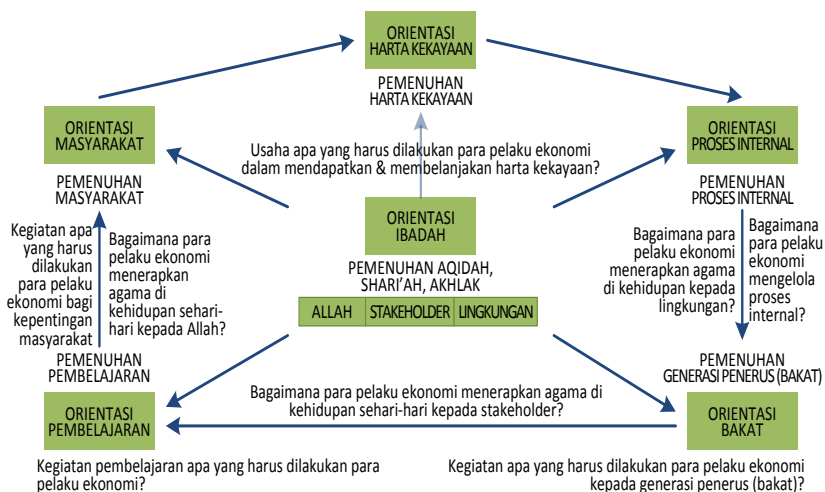 ORIENTASI
HARTA KEKAYAAN
PEMENUHAN
HARTA KEKAYAAN
ORIENTASI
MASYARAKAT
PEMENUHAN
MASYARAKAT
Usaha apa yang harus dilakukan para pelaku ekonomi
dalam mendapatkan & membelanjakan harta kekayaan?
ORIENTASI
PROSES INTERNAL
PEMENUHAN
PROSES INTERNAL
ORIENTASI
IBADAH
PEMENUHAN AQIDAH,
SHARI'AH, AKHLAK
ALLAH
STAKEHOLDER
LINGKUNGAN
Kegiatan apa
yang harus
dilakukan
para pelaku
ekonomi bagi
kepentingan
masyarakat
Bagaimana para
pelaku ekonomi
menerapkan
agama di
kehidupan sehari-
hari kepada Allah?
Bagaimana para
pelaku ekonomi
menerapkan agama
di kehidupan kepada
lingkungan?
Bagaimana
para pelaku
ekonomi
mengelola
proses
internal?
PEMENUHAN
PEMBELAJARAN
ORIENTASI
PEMBELAJARAN
Bagaimana para pelaku ekonomi menerapkan agama di
kehidupan sehari-hari kepada stakeholder?
PEMENUHAN
GENERASI PENERUS (BAKAT)
ORIENTASI
BAKAT
Kegiatan pembelajaran apa yang harus dilakukan para
pelaku ekonomi?
Kegiatan apa yang harus dilakukan para pelaku ekonomi
kepada generasi penerus (bakat)?